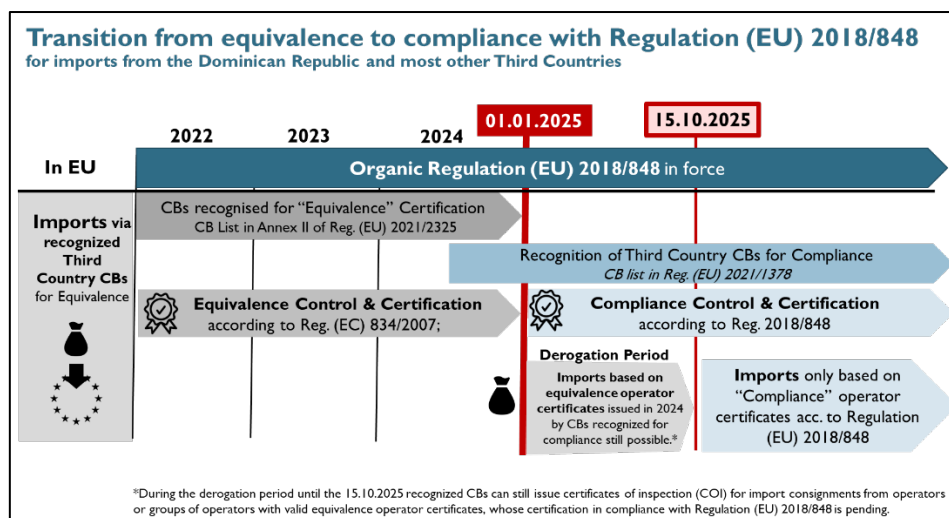 Transition from equivalence to compliance with Regulation (EU) 2018/848
for imports from the Dominican Republic and most other Third Countries
2022
2023
2024
01.01.2025
15.10.2025
In EU
Organic Regulation (EU) 2018/848 in force
Imports via
recognized
Third
Country CBs
for Equivalence
CBs recognised for “Equivalence” Certification
CB List in Annex II of Reg. (EU) 2021/2325
Recognition of Third Country CBs for Compliance
CB list in Reg. (EU) 2021/1378
Equivalence Control & Certification
according to Reg. (EC) 834/2007;
Compliance Control & Certification
according to Reg. 2018/848
Derogation Period
Imports based on
equivalence operator
certificates issued in 2024
by CBs recognized for
compliance still possible.*
Imports only based on
“Compliance” operator
certificates acc. to Regulation
(EU) 2018/848
*During the derogation period until the 15.10.2025 recognized CBs can still issue certificates of inspection (COI) for import consignments from operators
or groups of operators with valid equivalence operator certificates, whose certification in compliance with Regulation (EU) 2018/848 is pending.